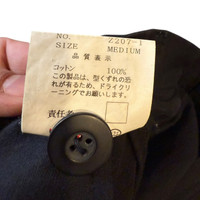 NO. Z207-1
SIZE MEDIUM
品質表示
コットン 100%
この製品は、型くずれの恐
れが有るため、ドライクリ
ーニングでお願いします。
責任者